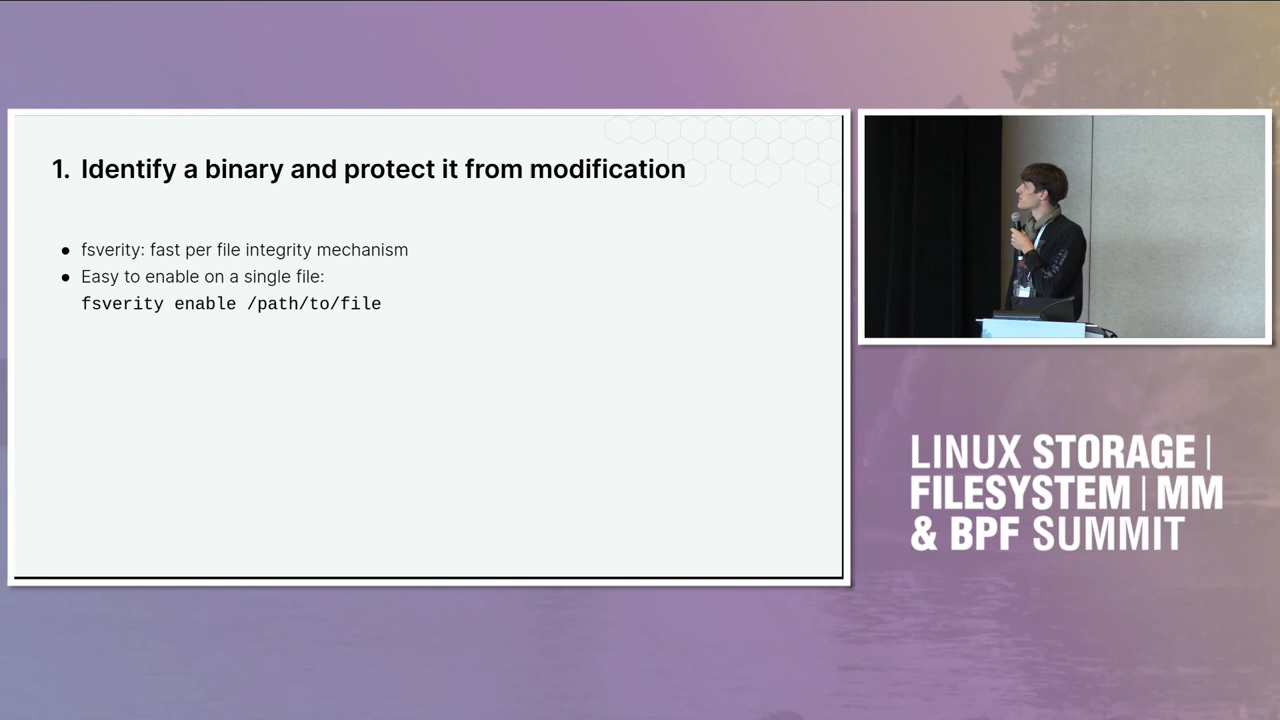 1. Identify a binary and protect it from modification
● fsverity: fast per file integrity mechanism
● Easy to enable on a single file:
fsverity enable /path/to/file
LINUX STORAGE |
FILESYSTEM | MM
& BPF SUMMIT